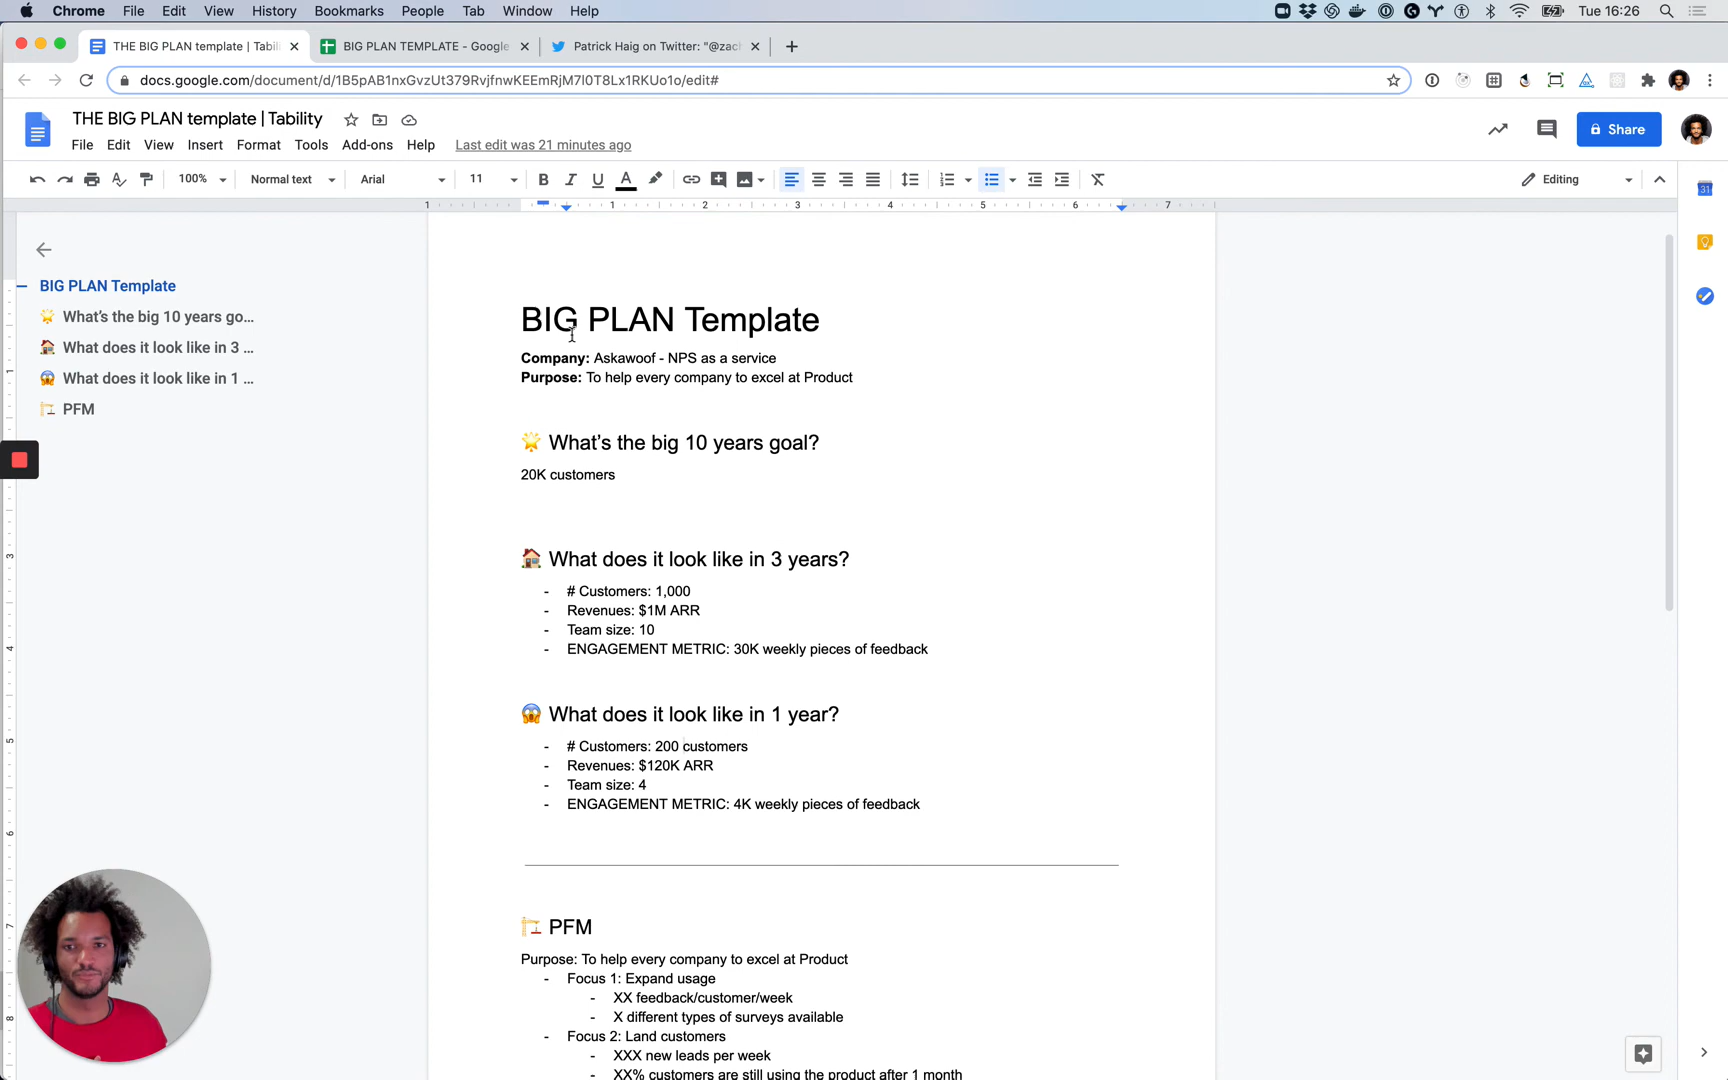 Chrome File Edit View History Bookmarks People Tab Window Help Tue 16:26
THE BIG PLAN template | Tabili BIG PLAN TEMPLATE - Google Patrick Haig on Twitter: "@zac
docs.google.com/document/d/1B5pAB1nxGvzUt379RvjfnwKEEmRjM7l0T8Lx1RKUo1o/edit#
THE BIG PLAN template | Tability
Share
File Edit View Insert Format Tools Add-ons Help Last edit was 21 minutes ago
100% Normal text Arial 11 B I U A Editing
1 1 2 3 4 5 6 7
31
BIG PLAN Template
What's the big 10 years go...
What does it look like in 3 ...
What does it look like in 1 ...
PFM
BIG PLAN Template
Company: Askawoof - NPS as a service
Purpose: To help every company to excel at Product
What's the big 10 years goal?
20K customers
What does it look like in 3 years?
- # Customers: 1,000
- Revenues: $1M ARR
- Team size: 10
- ENGAGEMENT METRIC: 30K weekly pieces of feedback
What does it look like in 1 year?
- # Customers: 200 customers
- Revenues: $120K ARR
- Team size: 4
- ENGAGEMENT METRIC: 4K weekly pieces of feedback
PFM
Purpose: To help every company to excel at Product
- Focus 1: Expand usage
- XX feedback/customer/week
- X different types of surveys available
- Focus 2: Land customers
- XXX new leads per week
- XX% customers are still using the product after 1 month